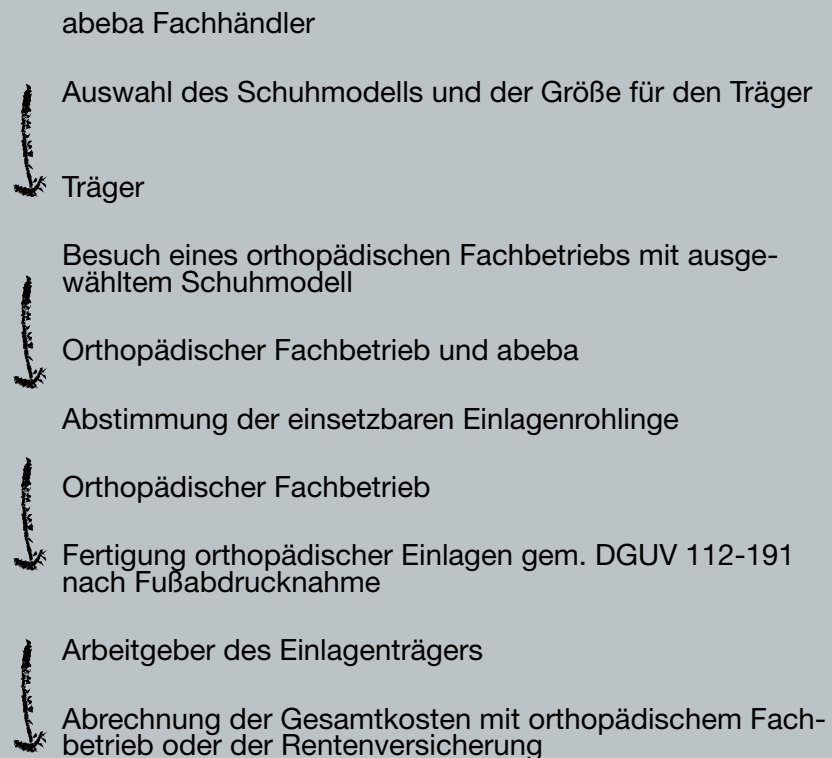 abeba Fachhändler
Auswahl des Schuhmodells und der Größe für den Träger
Träger
Besuch eines orthopädischen Fachbetriebs mit ausge-
wähltem Schuhmodell
Orthopädischer Fachbetrieb und abeba
Abstimmung der einsetzbaren Einlagenrohlinge
Orthopädischer Fachbetrieb
Fertigung orthopädischer Einlagen gem. DGUV 112-191
nach Fußabdrucknahme
Arbeitgeber des Einlagenträgers
Abrechnung der Gesamtkosten mit orthopädischem Fach-
betrieb oder der Rentenversicherung